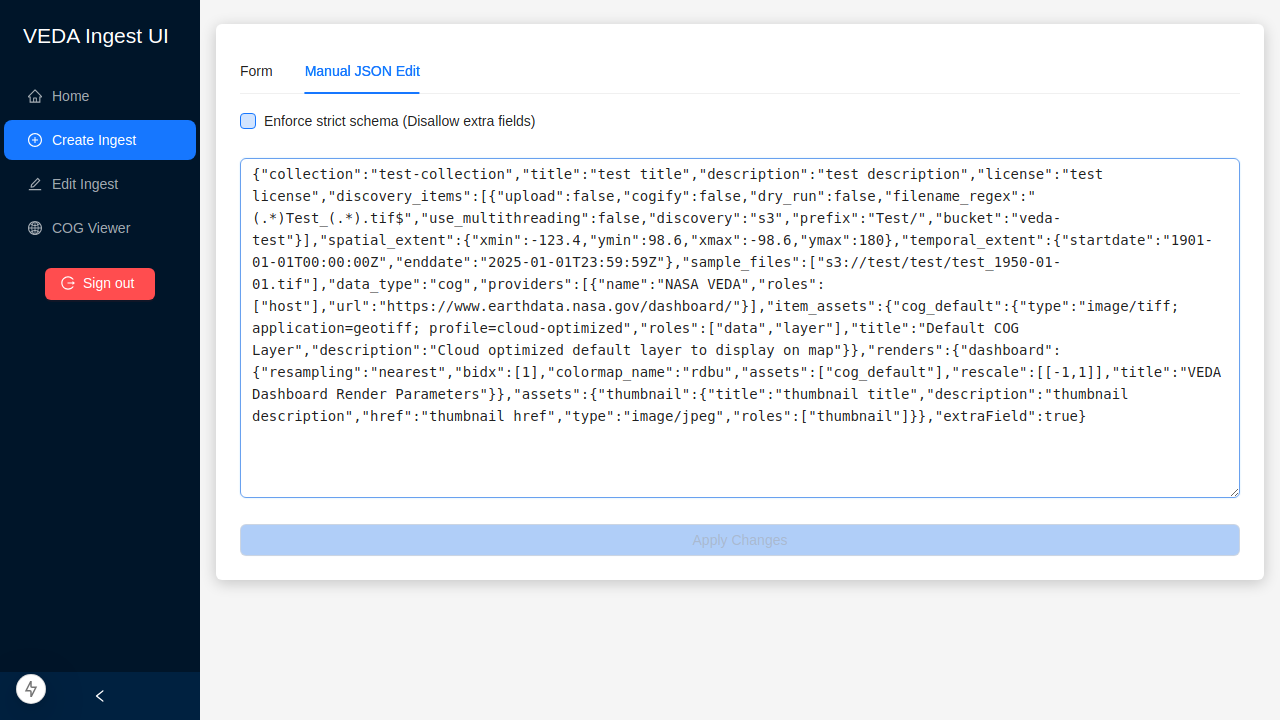 VEDA Ingest UI
Home
Create Ingest
Edit Ingest
COG Viewer
Sign out
Form
Manual JSON Edit
Enforce strict schema (Disallow extra fields)
{"collection":"test-collection","title":"test title","description":"test description","license":"test
license","discovery_items":[{"upload":false,"cogify":false,"dry_run":false,"filename_regex":"
(.*)Test_(.*).tif$","use_multithreading":false,"discovery":"s3","prefix":"Test/","bucket":"veda-
test"}],"spatial_extent":{"xmin":-123.4,"ymin":98.6,"xmax":-98.6,"ymax":180},"temporal_extent":{"startdate":"1901-
01-01T00:00:00Z","enddate":"2025-01-01T23:59:59Z"},"sample_files":["s3://test/test/test_1950-01-
01.tif"],"data_type":"cog","providers":[{"name":"NASA VEDA","roles":
["host"],"url":"https://www.earthdata.nasa.gov/dashboard/"}],"item_assets":{"cog_default":{"type":"image/tiff;
application=geotiff; profile=cloud-optimized","roles":["data","layer"],"title":"Default COG
Layer","description":"Cloud optimized default layer to display on map"}},"renders":{"dashboard":
{"resampling":"nearest","bidx":[1],"colormap_name":"rdbu","assets":["cog_default"],"rescale":[[-1,1]],"title":"VEDA
Dashboard Render Parameters"}},"assets":{"thumbnail":{"title":"thumbnail title","description":"thumbnail
description","href":"thumbnail href","type":"image/jpeg","roles":["thumbnail"]}},"extraField":true}
Apply Changes